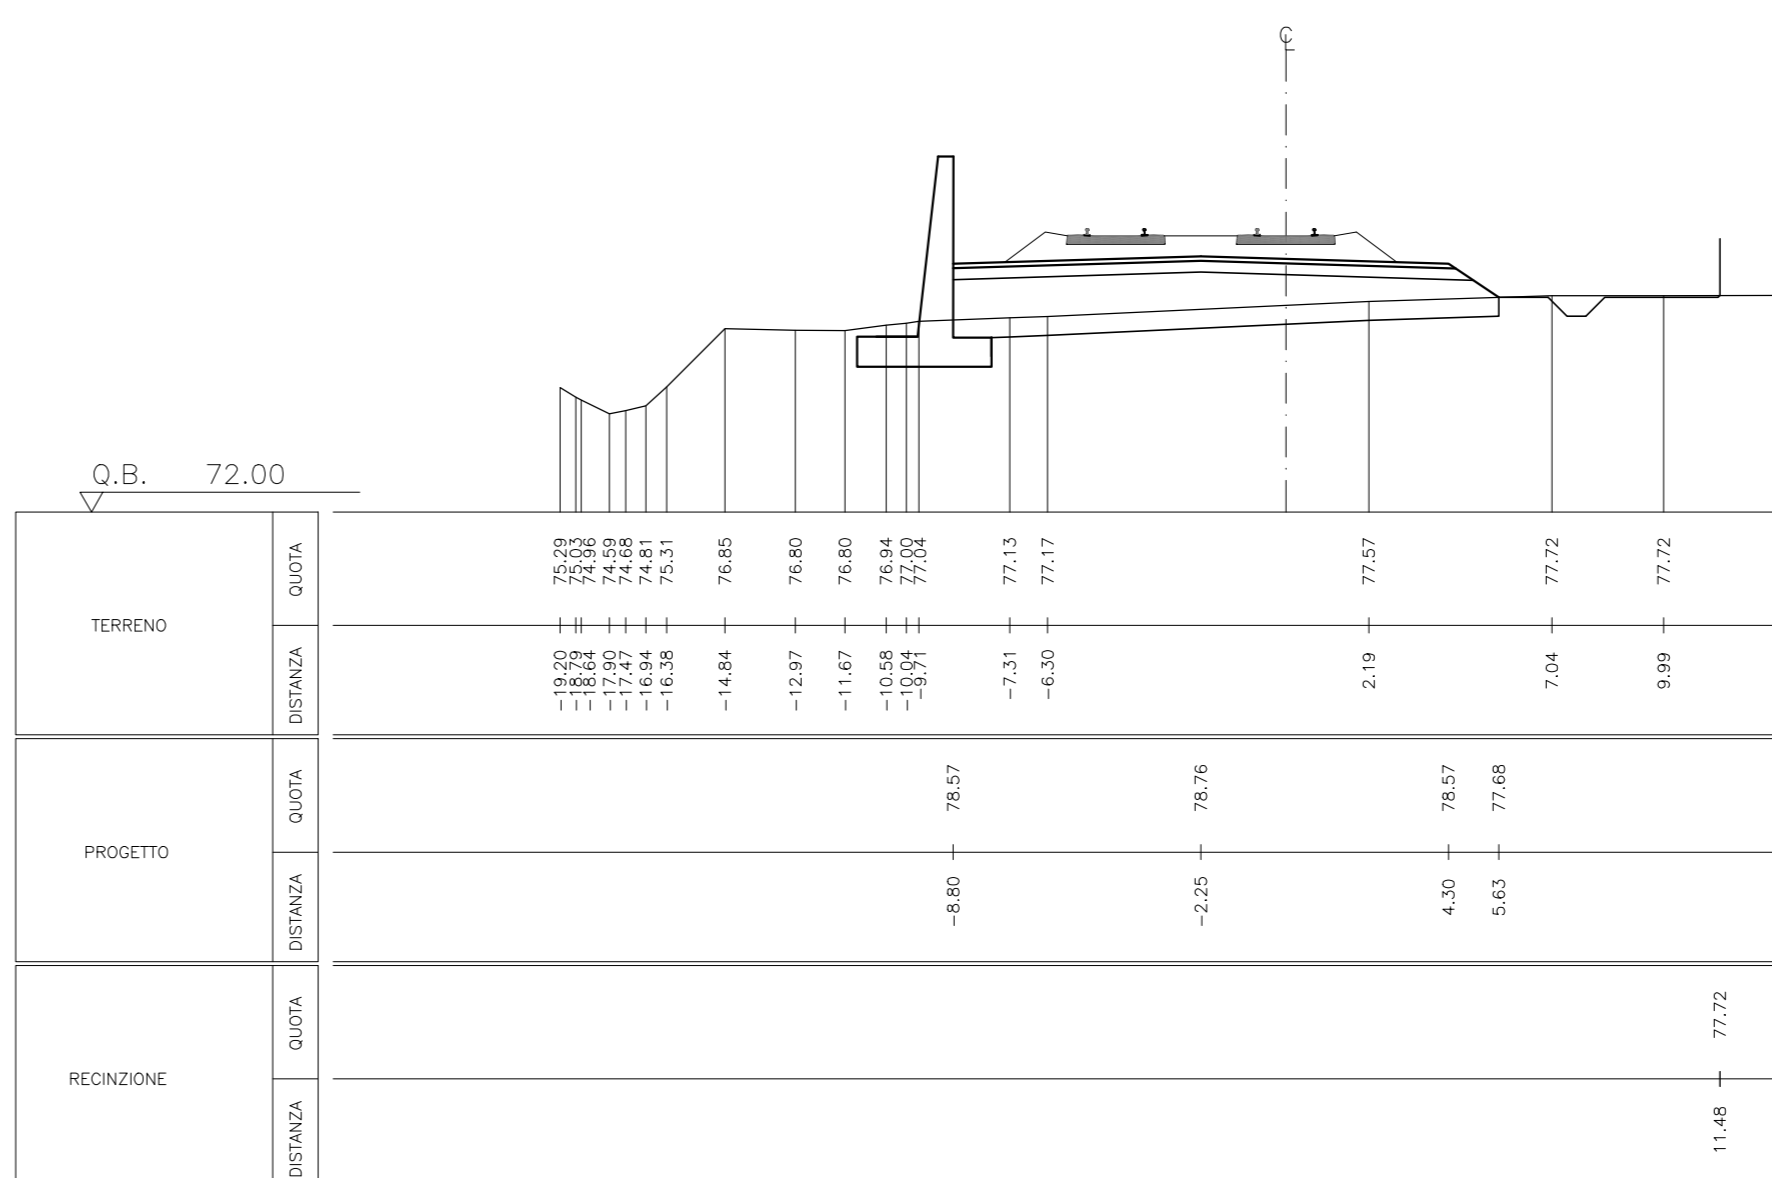 ℄
Q.B. 72.00
TERRENO
QUOTA
75.29 75.03 74.96 74.59 74.68 74.81 75.31 76.85 76.80 76.80 76.94 77.00 77.04 77.13 77.17 77.57 77.72 77.72
DISTANZA
-19.20 -18.79 -18.64 -17.90 -17.47 -16.94 -16.38 -14.84 -12.97 -11.67 -10.58 -10.04 -9.71 -7.31 -6.30 2.19 7.04 9.99
PROGETTO
QUOTA
78.57 78.76 78.57 77.68
DISTANZA
-8.80 -2.25 4.30 5.63
RECINZIONE
QUOTA
77.72
DISTANZA
11.48